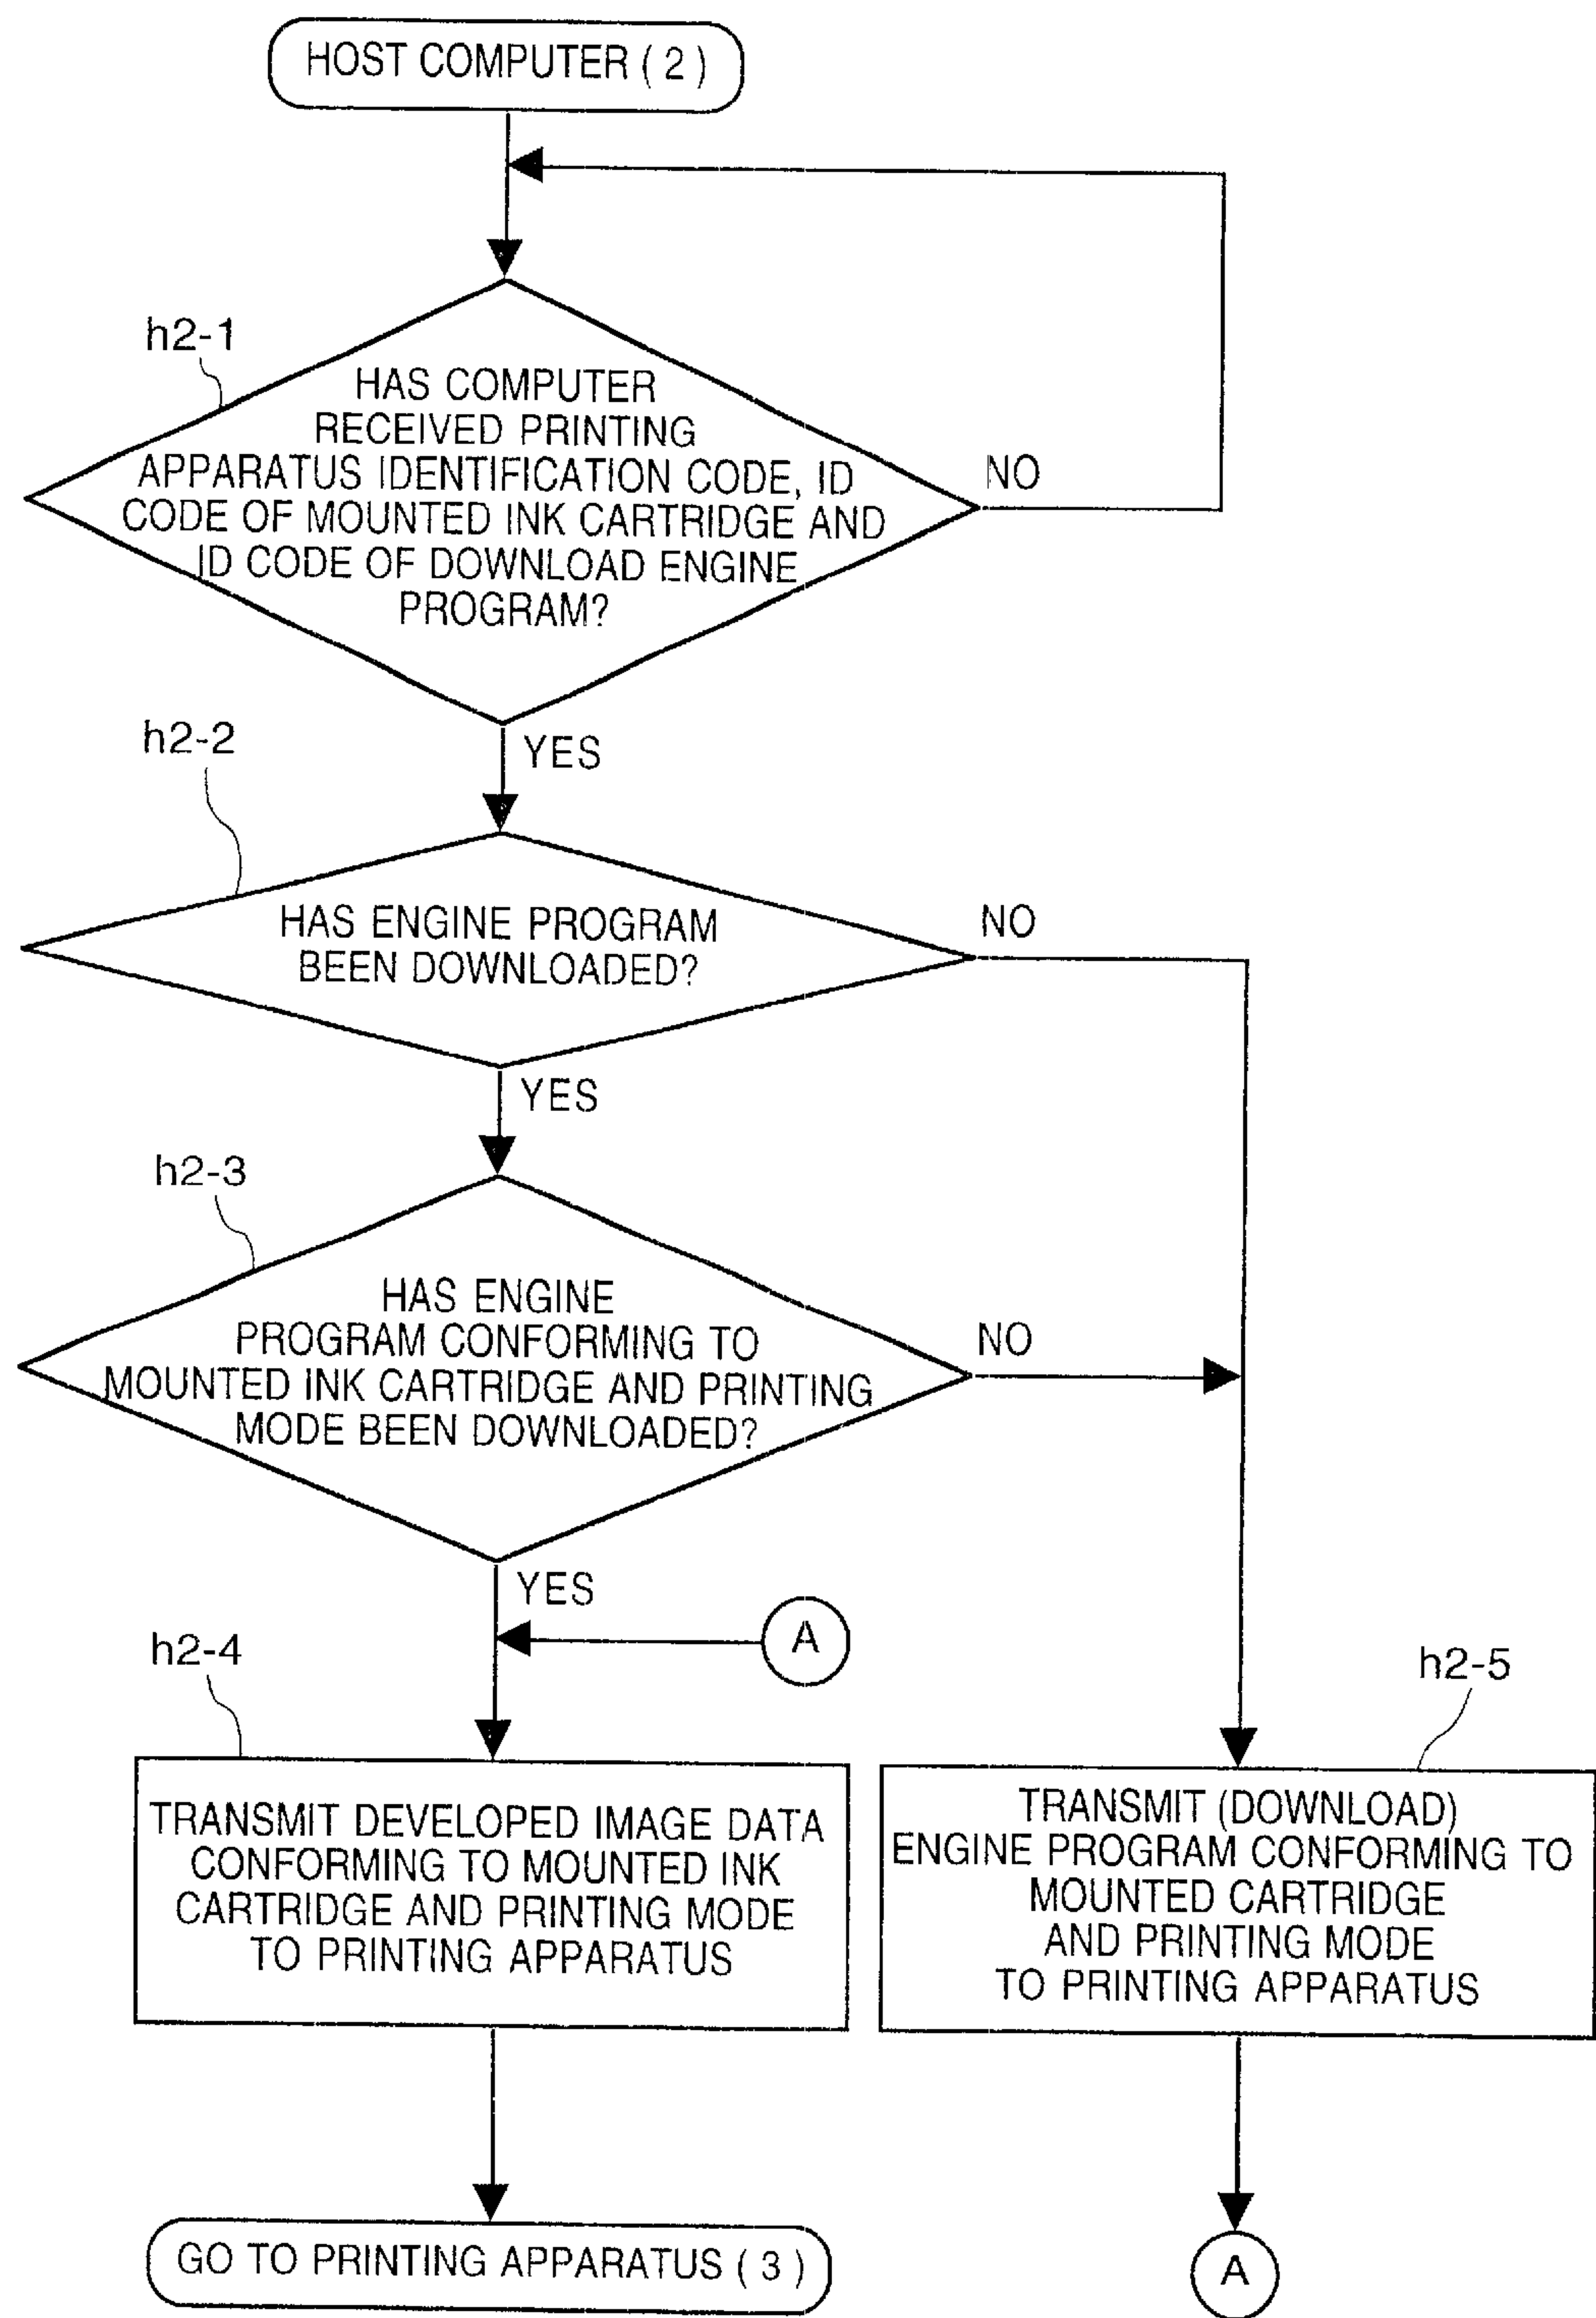 HOST COMPUTER ( 2 )
h2-1
HAS COMPUTER
RECEIVED PRINTING
APPARATUS IDENTIFICATION CODE, ID
CODE OF MOUNTED INK CARTRIDGE AND
ID CODE OF DOWNLOAD ENGINE
PROGRAM?
NO
YES
h2-2
HAS ENGINE PROGRAM
BEEN DOWNLOADED?
NO
YES
h2-3
HAS ENGINE
PROGRAM CONFORMING TO
MOUNTED INK CARTRIDGE AND PRINTING
MODE BEEN DOWNLOADED?
NO
YES
A
h2-4
TRANSMIT DEVELOPED IMAGE DATA
CONFORMING TO MOUNTED INK
CARTRIDGE AND PRINTING MODE
TO PRINTING APPARATUS
h2-5
TRANSMIT (DOWNLOAD)
ENGINE PROGRAM CONFORMING TO
MOUNTED CARTRIDGE
AND PRINTING MODE
TO PRINTING APPARATUS
GO TO PRINTING APPARATUS ( 3 )
A